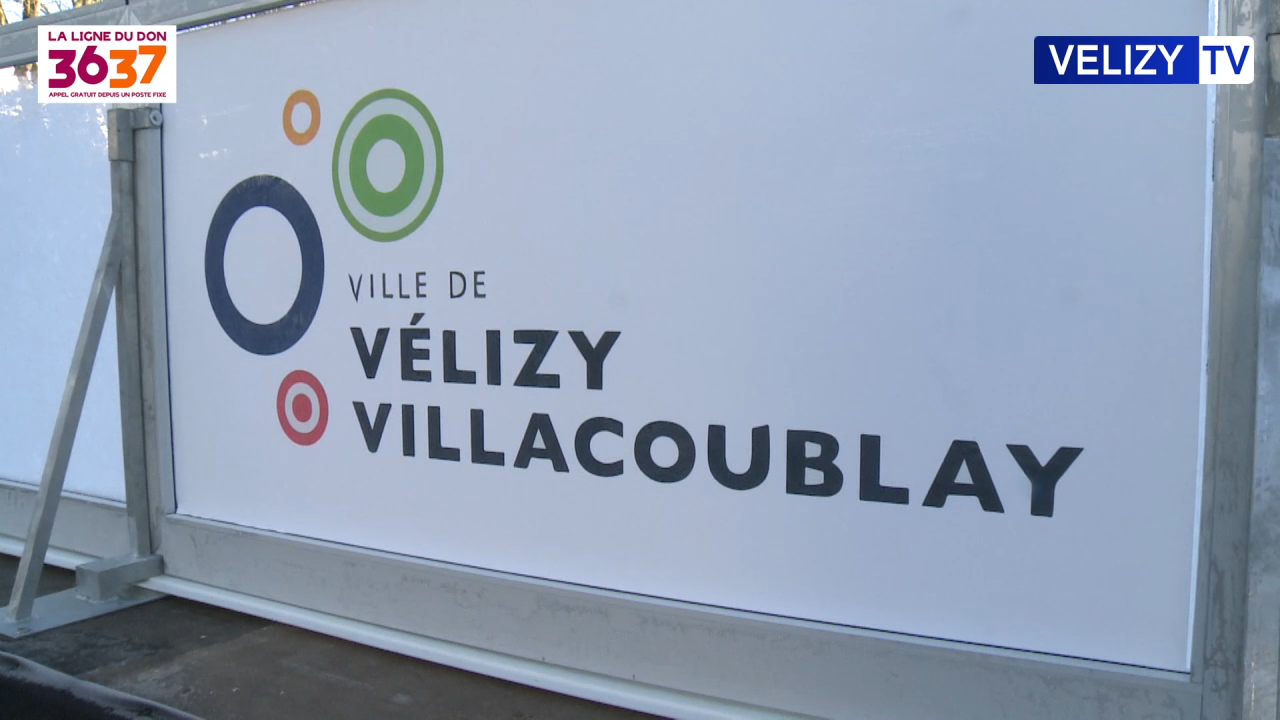 LA LIGNE DU DON
3637
APPEL GRATUIT DEPUIS UN POSTE FIXE
VELIZY TV
VILLE DE
VÉLIZY
VILLACOUBLAY